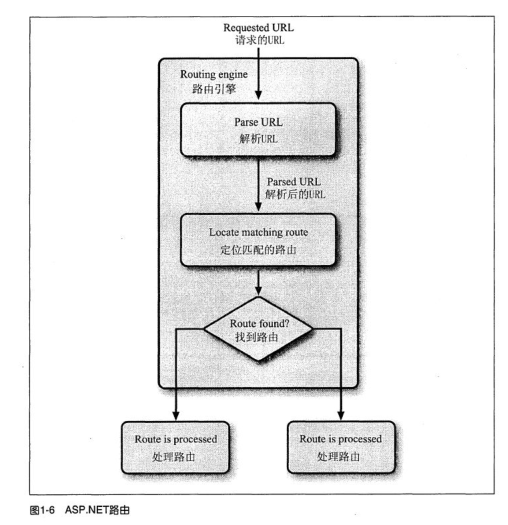 Requested URL
请求的URL
Routing engine
路由引擎
Parse URL
解析URL
Parsed URL
解析后的URL
Locate matching route
定位匹配的路由
Route found?
找到路由
Route is processed
处理路由
Route is processed
处理路由
图1-6 ASP.NET路由